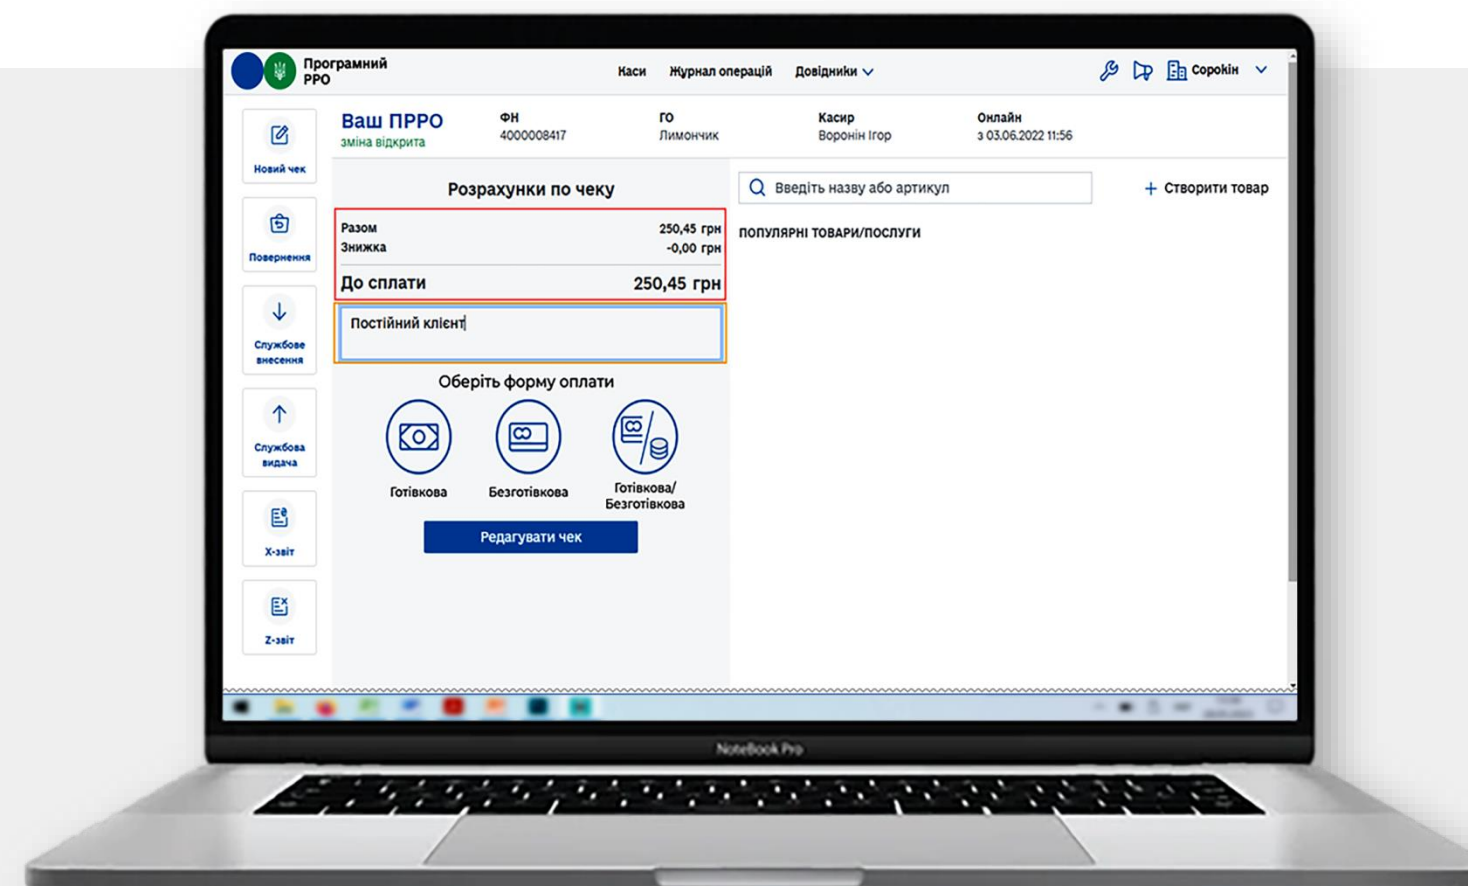 Програмний
РРО
Каси Журнал операцій Довідники
Сорокін
Ваш ПРРО
зміна відкрита
ФН
4000008417
ГО
Лимончик
Касир
Воронін Ігор
Онлайн
з 03.06.2022 11:56
Новий чек
Повернення
Службове
внесення
Службова
видача
X-звіт
Z-звіт
Розрахунки по чеку
Разом 250,45 грн
Знижка -0,00 грн
До сплати 250,45 грн
Постійний клієнт
Оберіть форму оплати
Готівкова
Безготівкова
Готівкова/
Безготівкова
Редагувати чек
Введіть назву або артикул
+ Створити товар
ПОПУЛЯРНІ ТОВАРИ/ПОСЛУГИ
NoteBook Pro